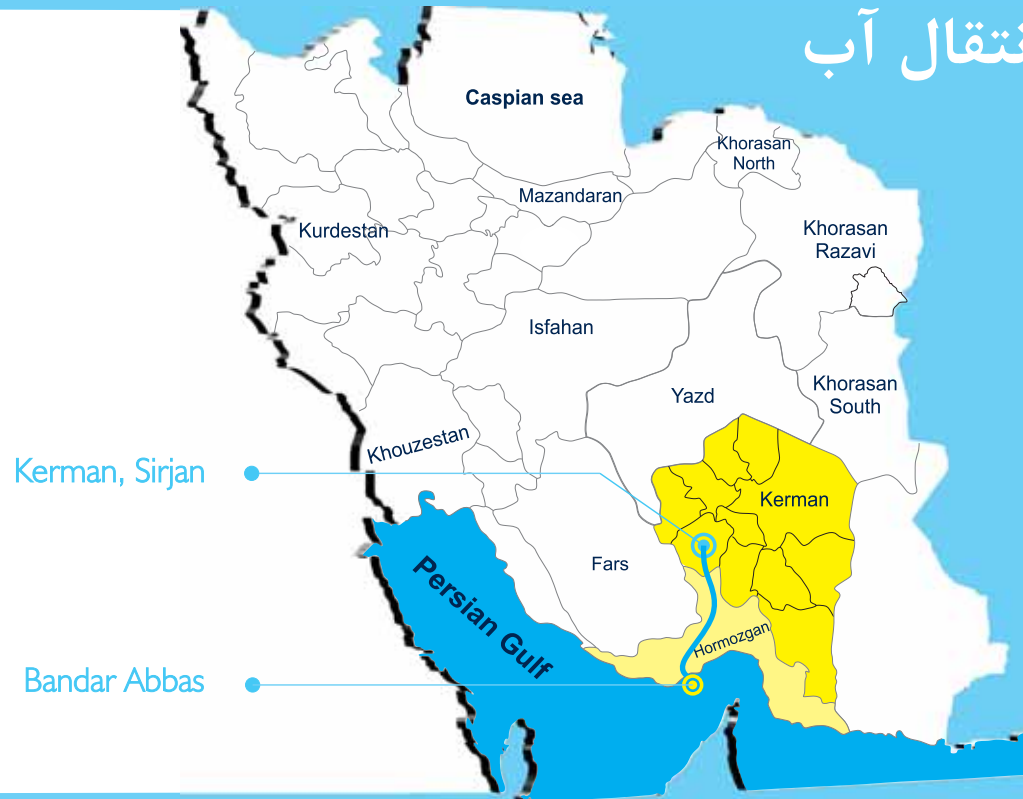 نتقال آب
Caspian sea
Khorasan
North
Mazandaran
Kurdestan
Khorasan
Razavi
Isfahan
Yazd
Khorasan
South
Khouzestan
Kerman, Sirjan
Kerman
Fars
Persian Gulf
Hormozgan
Bandar Abbas